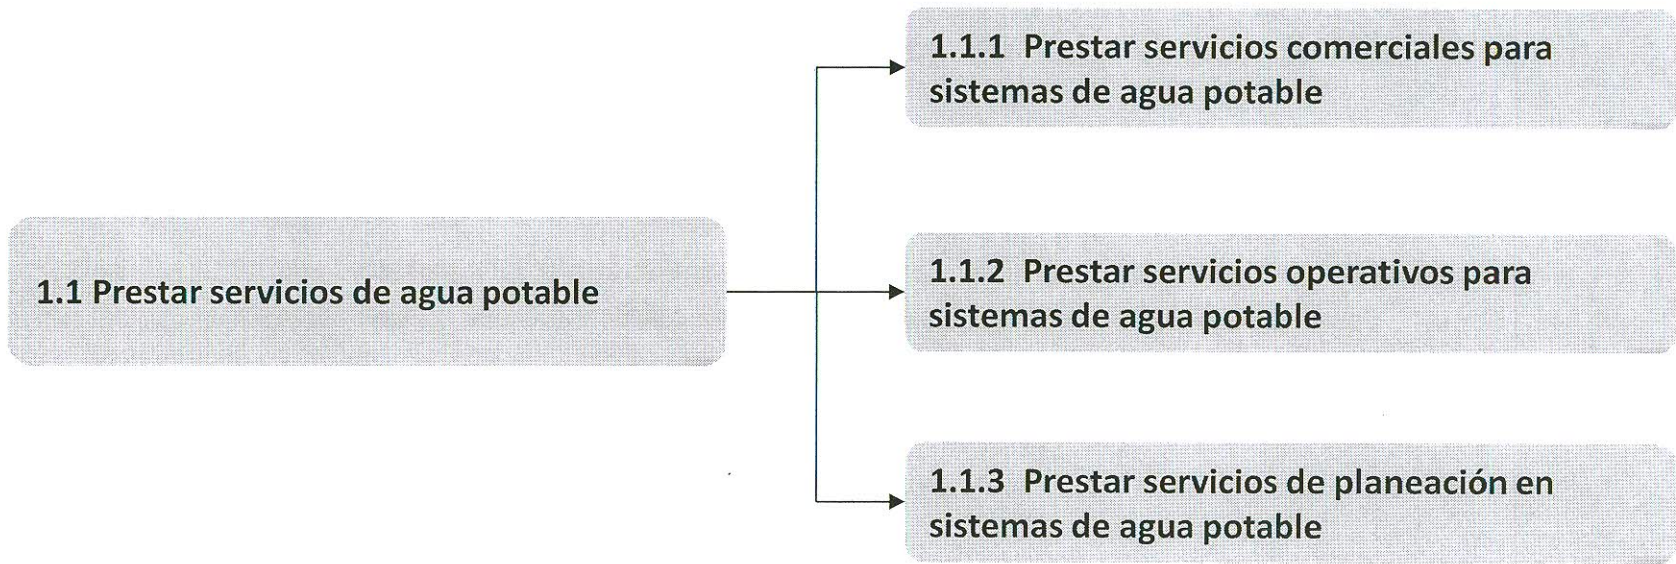 1.1 Prestar servicios de agua potable
1.1.1 Prestar servicios comerciales para
sistemas de agua potable
1.1.2 Prestar servicios operativos para
sistemas de agua potable
1.1.3 Prestar servicios de planeación en
sistemas de agua potable